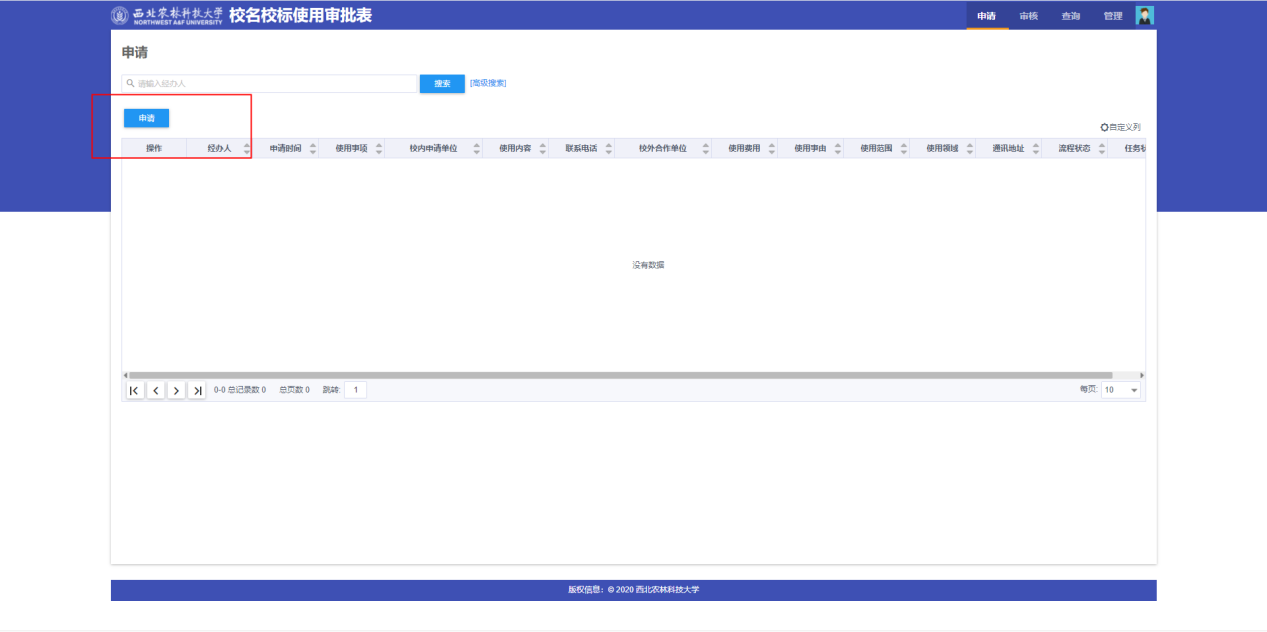 西北农林科技大学 校名校标使用审批表 申请 审核 查询 管理
NORTHWEST A&F UNIVERSITY
申请
请输入经办人 搜索 [高级搜索]
申请
自定义列
操作 经办人 申请时间 使用事项 校内申请单位 使用内容 联系电话 校外合作单位 使用费用 使用事由 使用范围 使用领域 通讯地址 流程状态 任务
没有数据
0-0 总记录数 0 总页数 0 跳转: 1 每页: 10
版权信息：© 2020 西北农林科技大学